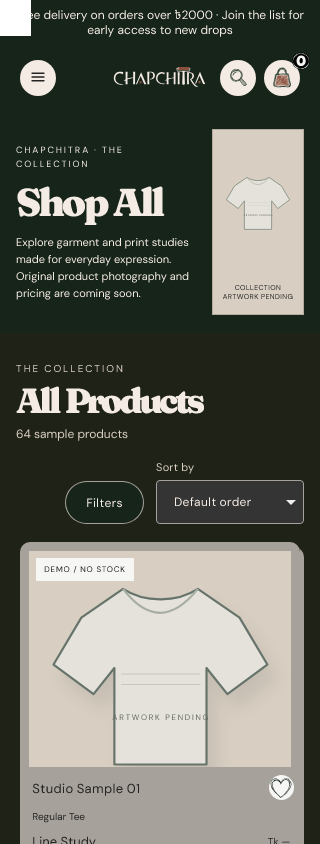 ee delivery on orders over ৳2000 · Join the list for
early access to new drops
CHAPCHITRA
0
CHAPCHITRA · THE
COLLECTION
Shop All
Explore garment and print studies
made for everyday expression.
Original product photography and
pricing are coming soon.
COLLECTION
ARTWORK PENDING
THE COLLECTION
All Products
64 sample products
Sort by
Filters
Default order
DEMO / NO STOCK
ARTWORK PENDING
Studio Sample 01
Regular Tee
Line Study
Tk —